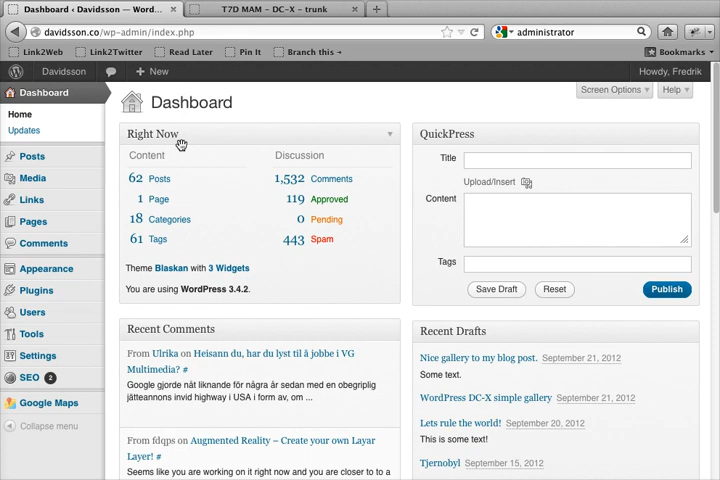 Dashboard ‹ Davidsson — Wor...
T7D MAM – DC-X – trunk
davidsson.co/wp-admin/index.php
administrator
Link2Web
Link2Twitter
Read Later
Pin It
Branch this
Bookmarks
Davidsson
+ New
Howdy, Fredrik
Dashboard
Home
Updates
Posts
Media
Links
Pages
Comments
Appearance
Plugins
Users
Tools
Settings
SEO 2
Google Maps
Collapse menu
Screen Options
Help
Dashboard
Right Now
Content
Discussion
62 Posts
1,532 Comments
1 Page
119 Approved
18 Categories
0 Pending
61 Tags
443 Spam
Theme Blaskan with 3 Widgets
You are using WordPress 3.4.2.
QuickPress
Title
Upload/Insert
Content
Tags
Save Draft
Reset
Publish
Recent Comments
From Ulrika on Heisann du, har du lyst til å jobbe i VG
Multimedia? #
Google gjorde nåt liknande för några år sedan med en obegriplig
jätteannons invid highway i USA i form av, om ...
From fdqps on Augmented Reality – Create your own Layar
Layer! #
Seems like you are working on it right now and you are closer to to a
Recent Drafts
Nice gallery to my blog post. September 21, 2012
Some text.
WordPress DC-X simple gallery September 21, 2012
Lets rule the world! September 20, 2012
This is some text!
Tjernobyl September 15, 2012